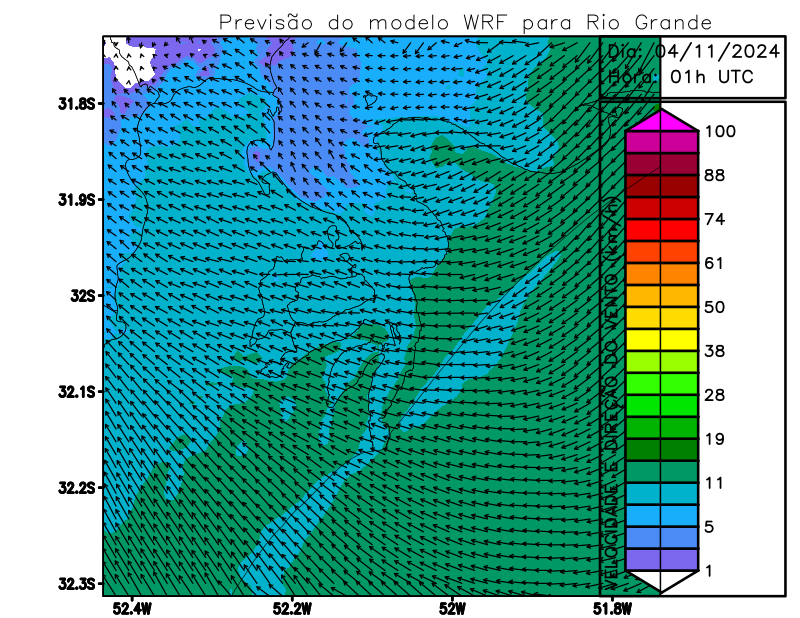 Previsão do modelo WRF para Rio Grande
Dia: 04/11/2024
Hora: 01h UTC
31.8S
31.9S
32S
32.1S
32.2S
32.3S
52.4W
52.2W
52W
51.8W
VELOCIDADE E DIREÇÃO DO VENTO (km/h)
100
88
74
61
50
38
28
19
11
5
1